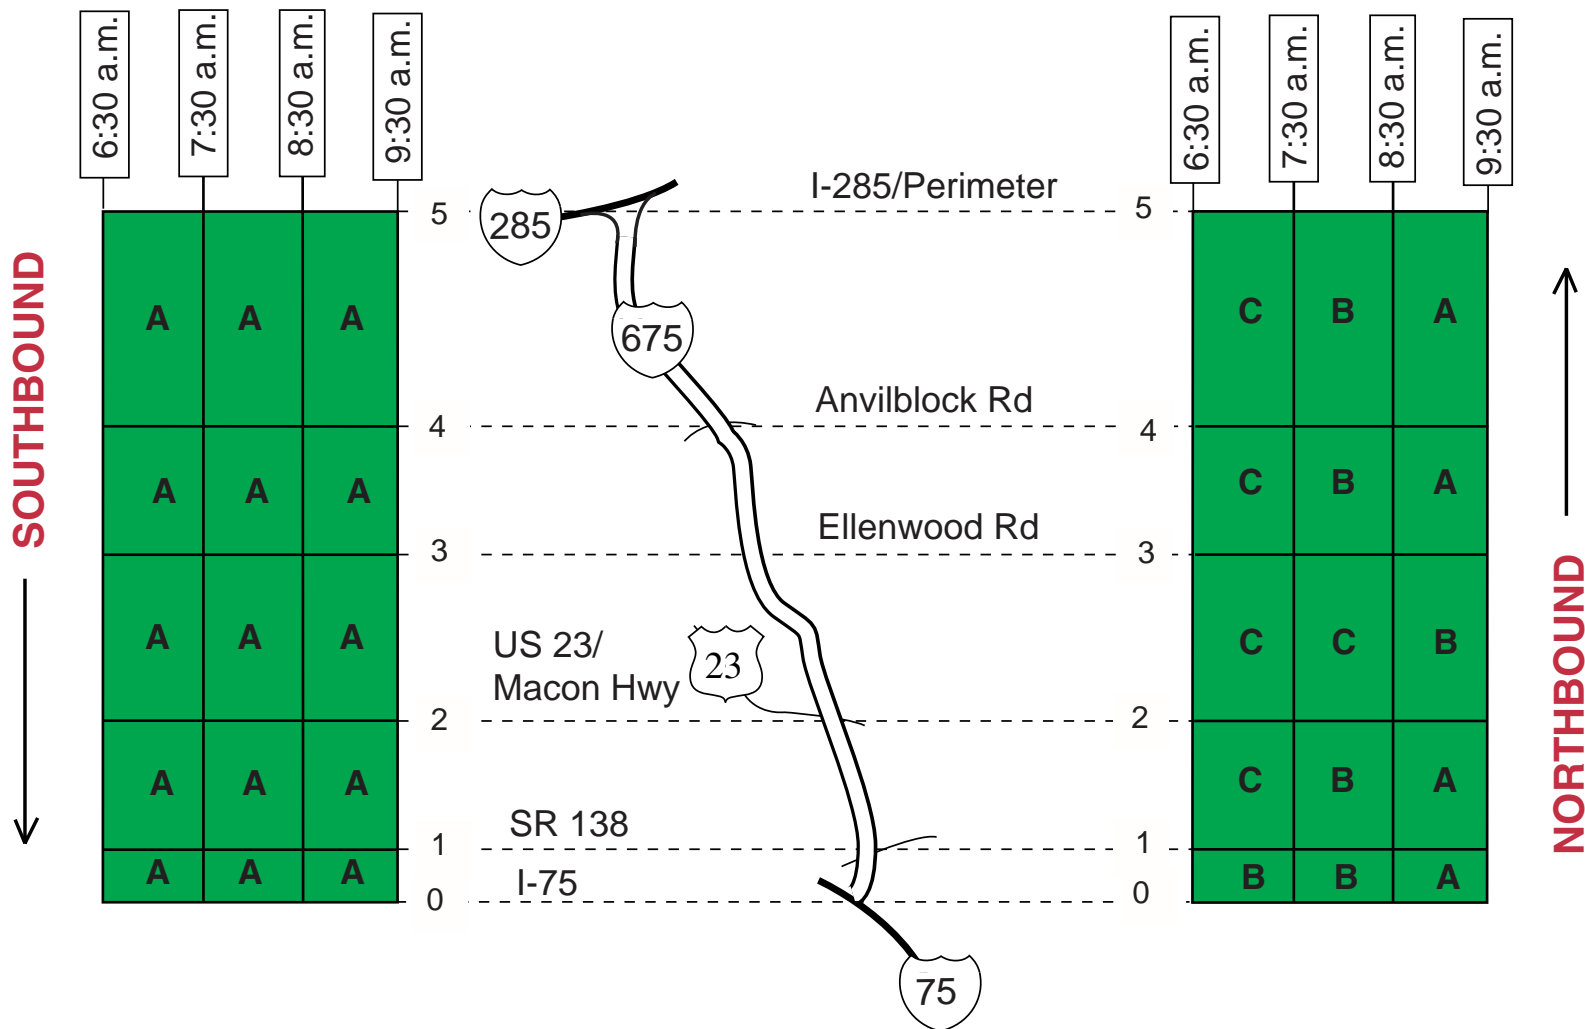 6:30 a.m. 7:30 a.m. 8:30 a.m. 9:30 a.m.
6:30 a.m. 7:30 a.m. 8:30 a.m. 9:30 a.m.
I-285/Perimeter
5
5
285
SOUTHBOUND
A A A
C B A
675
Anvilblock Rd
4
4
A A A
C B A
Ellenwood Rd
3
3
NORTHBOUND
A A A
C C B
US 23/
Macon Hwy
23
2
2
A A A
C B A
SR 138
1
1
A A A
B B A
I-75
0
0
75